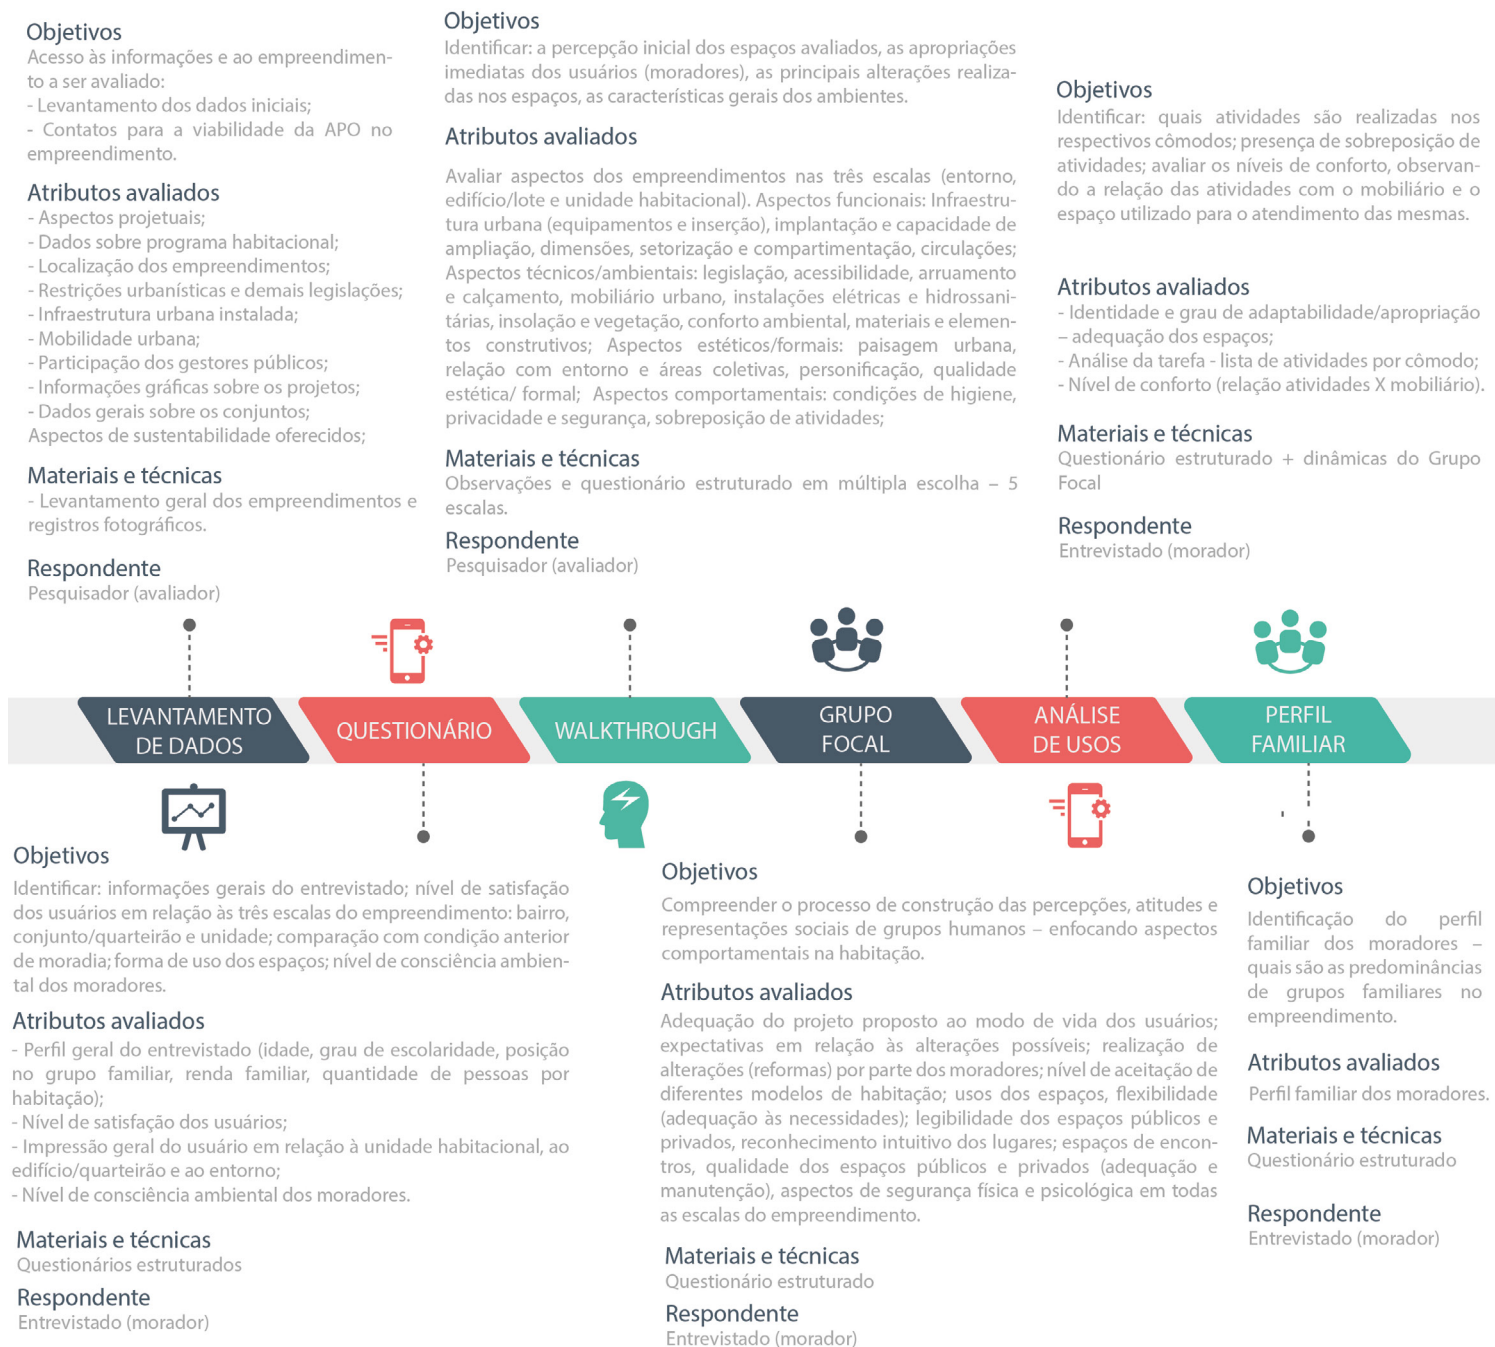 Objetivos
Acesso às informações e ao empreendimen-
to a ser avaliado:
- Levantamento dos dados iniciais;
- Contatos para a viabilidade da APO no
empreendimento.
Atributos avaliados
- Aspectos projetuais;
- Dados sobre programa habitacional;
- Localização dos empreendimentos;
- Restrições urbanísticas e demais legislações;
- Infraestrutura urbana instalada;
- Mobilidade urbana;
- Participação dos gestores públicos;
- Informações gráficas sobre os projetos;
- Dados gerais sobre os conjuntos;
Aspectos de sustentabilidade oferecidos;
Materiais e técnicas
- Levantamento geral dos empreendimentos e
registros fotográficos.
Respondente
Pesquisador (avaliador)
Objetivos
Identificar: a percepção inicial dos espaços avaliados, as apropriações
imediatas dos usuários (moradores), as principais alterações realiza-
das nos espaços, as características gerais dos ambientes.
Atributos avaliados
Avaliar aspectos dos empreendimentos nas três escalas (entorno,
edifício/lote e unidade habitacional). Aspectos funcionais: Infraestru-
tura urbana (equipamentos e inserção), implantação e capacidade de
ampliação, dimensões, setorização e compartimentação, circulações;
Aspectos técnicos/ambientais: legislação, acessibilidade, arruamento
e calçamento, mobiliário urbano, instalações elétricas e hidrossani-
tárias, insolação e vegetação, conforto ambiental, materiais e elemen-
tos construtivos; Aspectos estéticos/formais: paisagem urbana,
relação com entorno e áreas coletivas, personificação, qualidade
estética/ formal; Aspectos comportamentais: condições de higiene,
privacidade e segurança, sobreposição de atividades;
Materiais e técnicas
Observações e questionário estruturado em múltipla escolha – 5
escalas.
Respondente
Pesquisador (avaliador)
Objetivos
Identificar: quais atividades são realizadas nos
respectivos cômodos; presença de sobreposição de
atividades; avaliar os níveis de conforto, observan-
do a relação das atividades com o mobiliário e o
espaço utilizado para o atendimento das mesmas.
Atributos avaliados
- Identidade e grau de adaptabilidade/apropriação
– adequação dos espaços;
- Análise da tarefa - lista de atividades por cômodo;
- Nível de conforto (relação atividades X mobiliário).
Materiais e técnicas
Questionário estruturado + dinâmicas do Grupo
Focal
Respondente
Entrevistado (morador)
LEVANTAMENTO
DE DADOS
QUESTIONÁRIO
WALKTHROUGH
GRUPO
FOCAL
ANÁLISE
DE USOS
PERFIL
FAMILIAR
Objetivos
Identificar: informações gerais do entrevistado; nível de satisfação
dos usuários em relação às três escalas do empreendimento: bairro,
conjunto/quarteirão e unidade; comparação com condição anterior
de moradia; forma de uso dos espaços; nível de consciência ambien-
tal dos moradores.
Atributos avaliados
- Perfil geral do entrevistado (idade, grau de escolaridade, posição
no grupo familiar, renda familiar, quantidade de pessoas por
habitação);
- Nível de satisfação dos usuários;
- Impressão geral do usuário em relação à unidade habitacional, ao
edifício/quarteirão e ao entorno;
- Nível de consciência ambiental dos moradores.
Materiais e técnicas
Questionários estruturados
Respondente
Entrevistado (morador)
Objetivos
Compreender o processo de construção das percepções, atitudes e
representações sociais de grupos humanos – enfocando aspectos
comportamentais na habitação.
Atributos avaliados
Adequação do projeto proposto ao modo de vida dos usuários;
expectativas em relação às alterações possíveis; realização de
alterações (reformas) por parte dos moradores; nível de aceitação de
diferentes modelos de habitação; usos dos espaços, flexibilidade
(adequação às necessidades); legibilidade dos espaços públicos e
privados, reconhecimento intuitivo dos lugares; espaços de encon-
tros, qualidade dos espaços públicos e privados (adequação e
manutenção), aspectos de segurança física e psicológica em todas
as escalas do empreendimento.
Materiais e técnicas
Questionário estruturado
Respondente
Entrevistado (morador)
Objetivos
Identificação do perfil
familiar dos moradores –
quais são as predominâncias
de grupos familiares no
empreendimento.
Atributos avaliados
Perfil familiar dos moradores.
Materiais e técnicas
Questionário estruturado
Respondente
Entrevistado (morador)